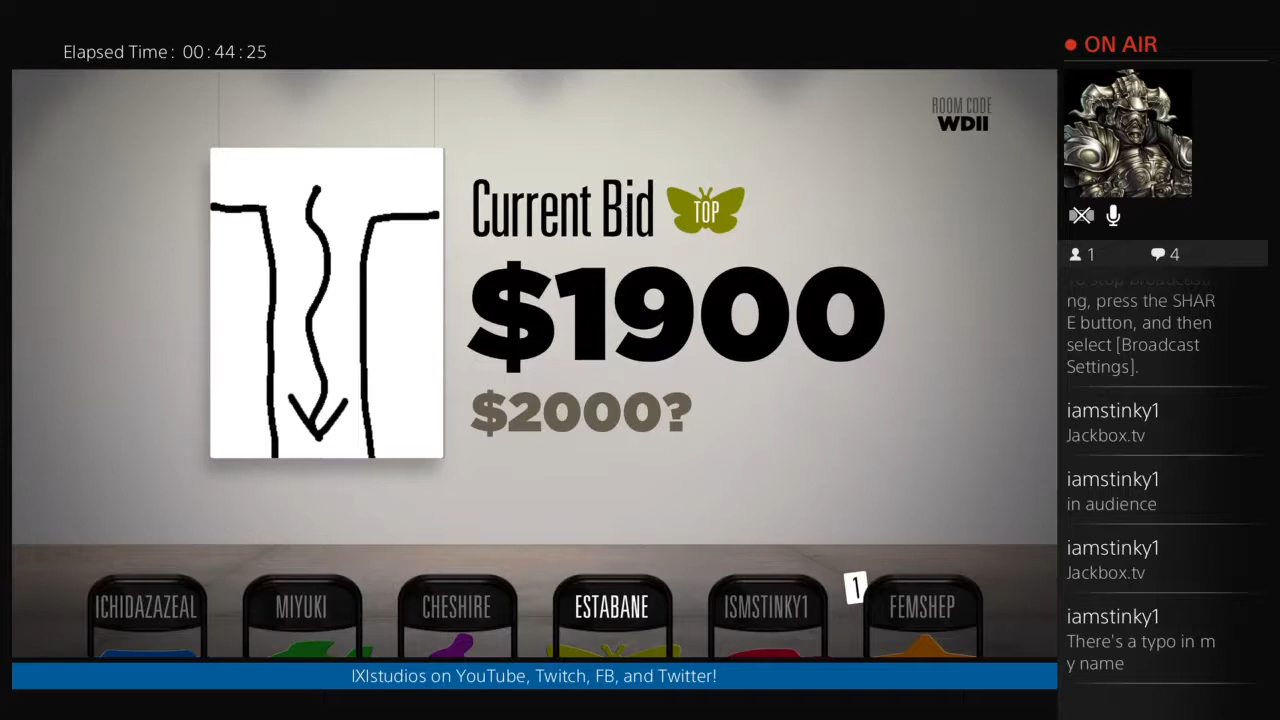 Elapsed Time: 00:44:25
ON AIR
ROOM CODE
WDII
Current Bid TOP
$1900
$2000?
1
4
ng, press the SHAR
E button, and then
select [Broadcast
Settings].
iamstinky1
Jackbox.tv
iamstinky1
in audience
iamstinky1
Jackbox.tv
iamstinky1
There's a typo in m
y name
1
ICHIDAZAZEAL
MIYUKI
CHESHIRE
ESTABANE
ISMSTINKY1
FEMSHEP
IXIstudios on YouTube, Twitch, FB, and Twitter!